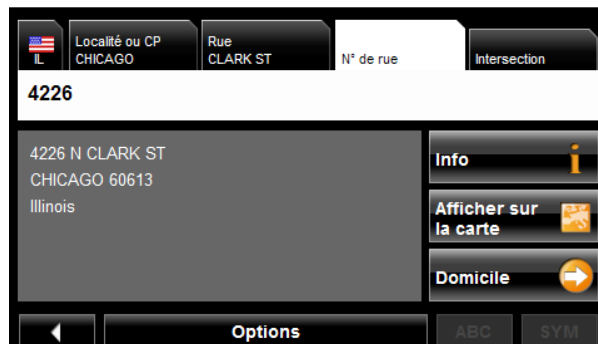 IL
Localité ou CP
CHICAGO
Rue
CLARK ST
N° de rue
Intersection
4226
4226 N CLARK ST
CHICAGO 60613
Illinois
Info
Afficher sur
la carte
Domicile
Options
ABC
SYM